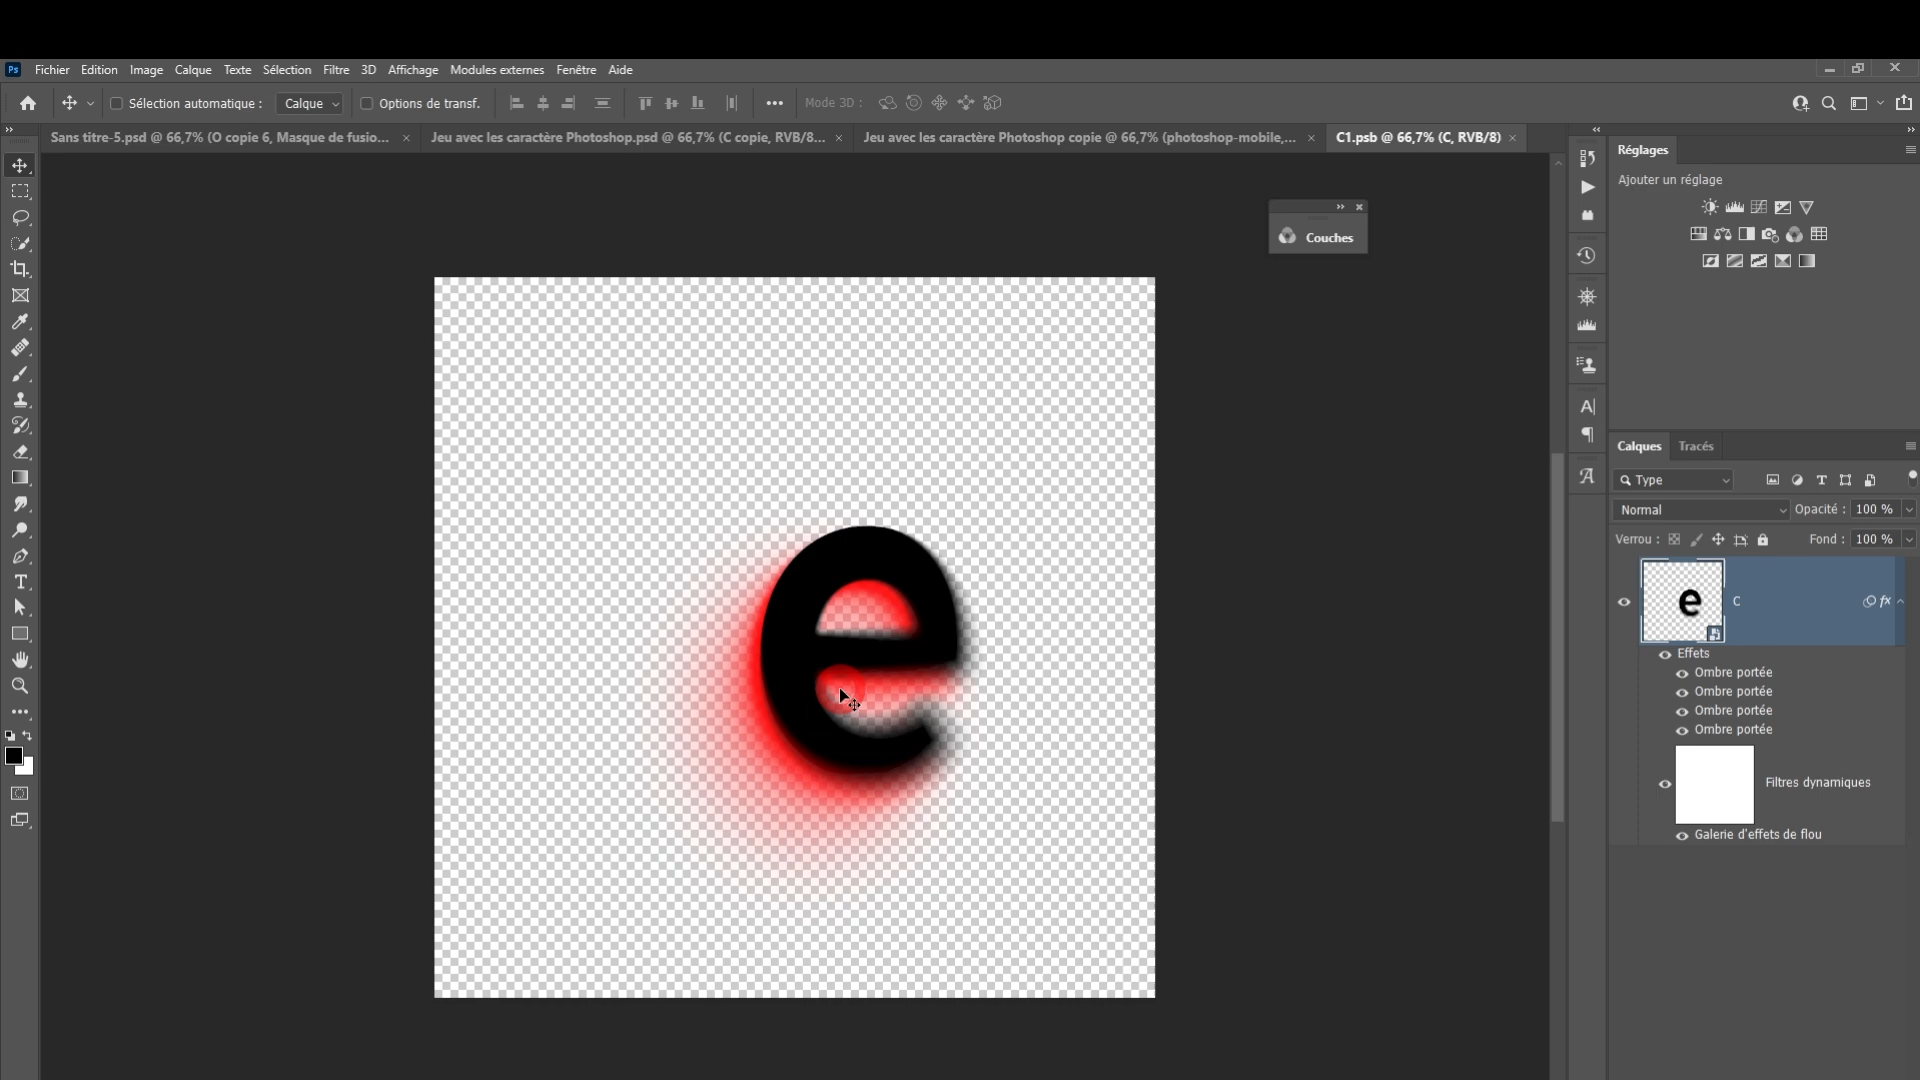 Ps Fichier Edition Image Calque Texte Sélection Filtre 3D Affichage Modules externes Fenêtre Aide
Sélection automatique : Calque Options de transf. Mode 3D :
Sans titre-5.psd @ 66,7% (O copie 6, Masque de fusio... Jeu avec les caractère Photoshop.psd @ 66,7% (C copie, RVB/8... Jeu avec les caractère Photoshop copie @ 66,7% (photoshop-mobile,... C1.psb @ 66,7% (C, RVB/8)
Réglages
Ajouter un réglage
Couches
Calques Tracés
Type
Normal Opacité : 100 %
Verrou : Fond : 100 %
e C fx
Effets
Ombre portée
Ombre portée
Ombre portée
Ombre portée
Filtres dynamiques
Galerie d'effets de flou
e